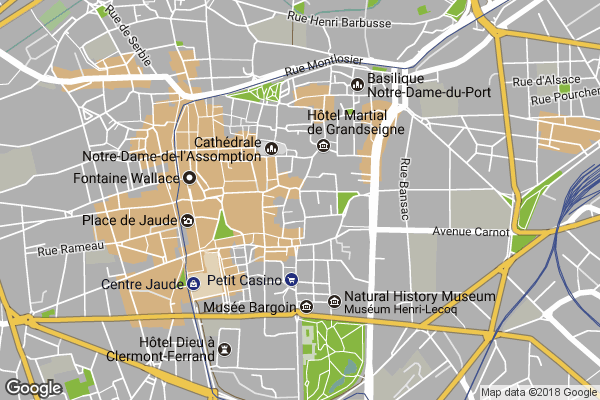 Rue de Serbie
Rue Henri Barbusse
Rue Montlosier
Basilique
Notre-Dame-du-Port
Rue d'Alsace
Rue Pourcher
Hôtel Martial
de Grandseigne
Cathédrale
Notre-Dame-de-l'Assomption
Fontaine Wallace
Rue Bansac
Place de Jaude
Avenue Carnot
Rue Rameau
Centre Jaude
Petit Casino
Natural History Museum
Muséum Henri-Lecoq
Musée Bargoin
Hôtel Dieu à
Clermont-Ferrand
Google
Map data ©2018 Google